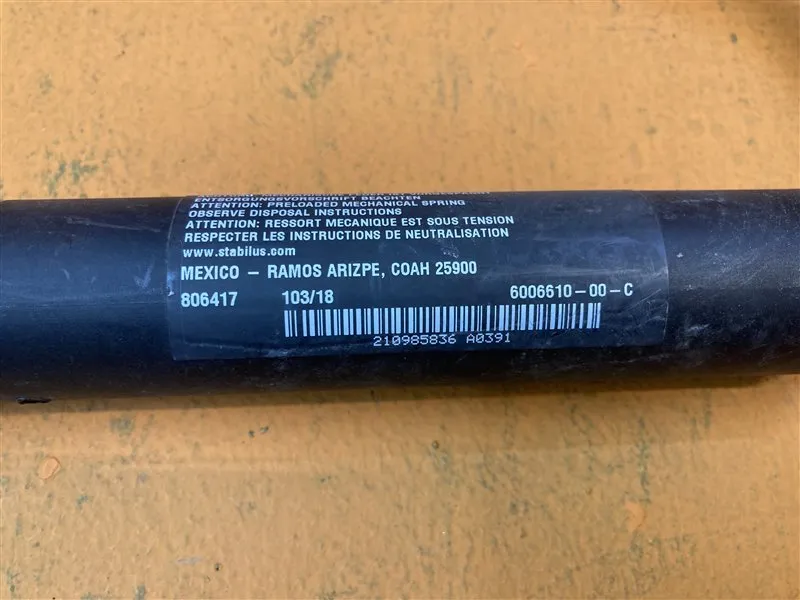 ENTSORGUNGSVORSCHRIFT BEACHTEN
ATTENTION: PRELOADED MECHANICAL SPRING
OBSERVE DISPOSAL INSTRUCTIONS
ATTENTION: RESSORT MECANIQUE EST SOUS TENSION
RESPECTER LES INSTRUCTIONS DE NEUTRALISATION
www.stabilus.com
MEXICO – RAMOS ARIZPE, COAH 25900
806417 103/18 6006610-00-C
210985836 A0391